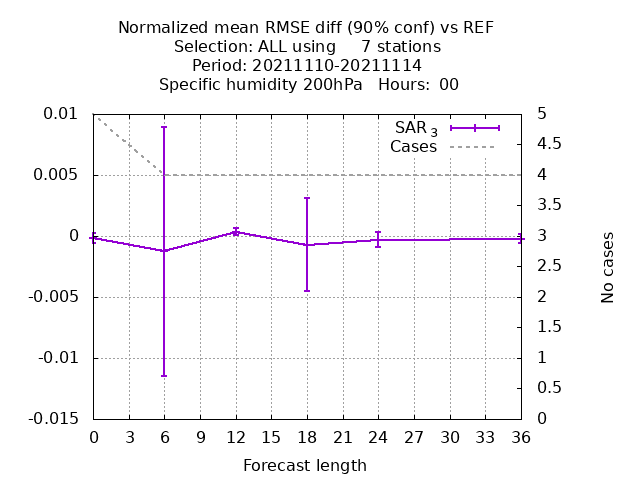 Normalized mean RMSE diff (90% conf) vs REF
Selection: ALL using     7 stations
Period: 20211110-20211114
Specific humidity 200hPa   Hours:  00
0.01
0.005
0
-0.005
-0.01
-0.015
5
4.5
4
3.5
3
2.5
2
1.5
1
0.5
0
SAR 3
Cases
No cases
0 3 6 9 12 15 18 21 24 27 30 33 36
Forecast length